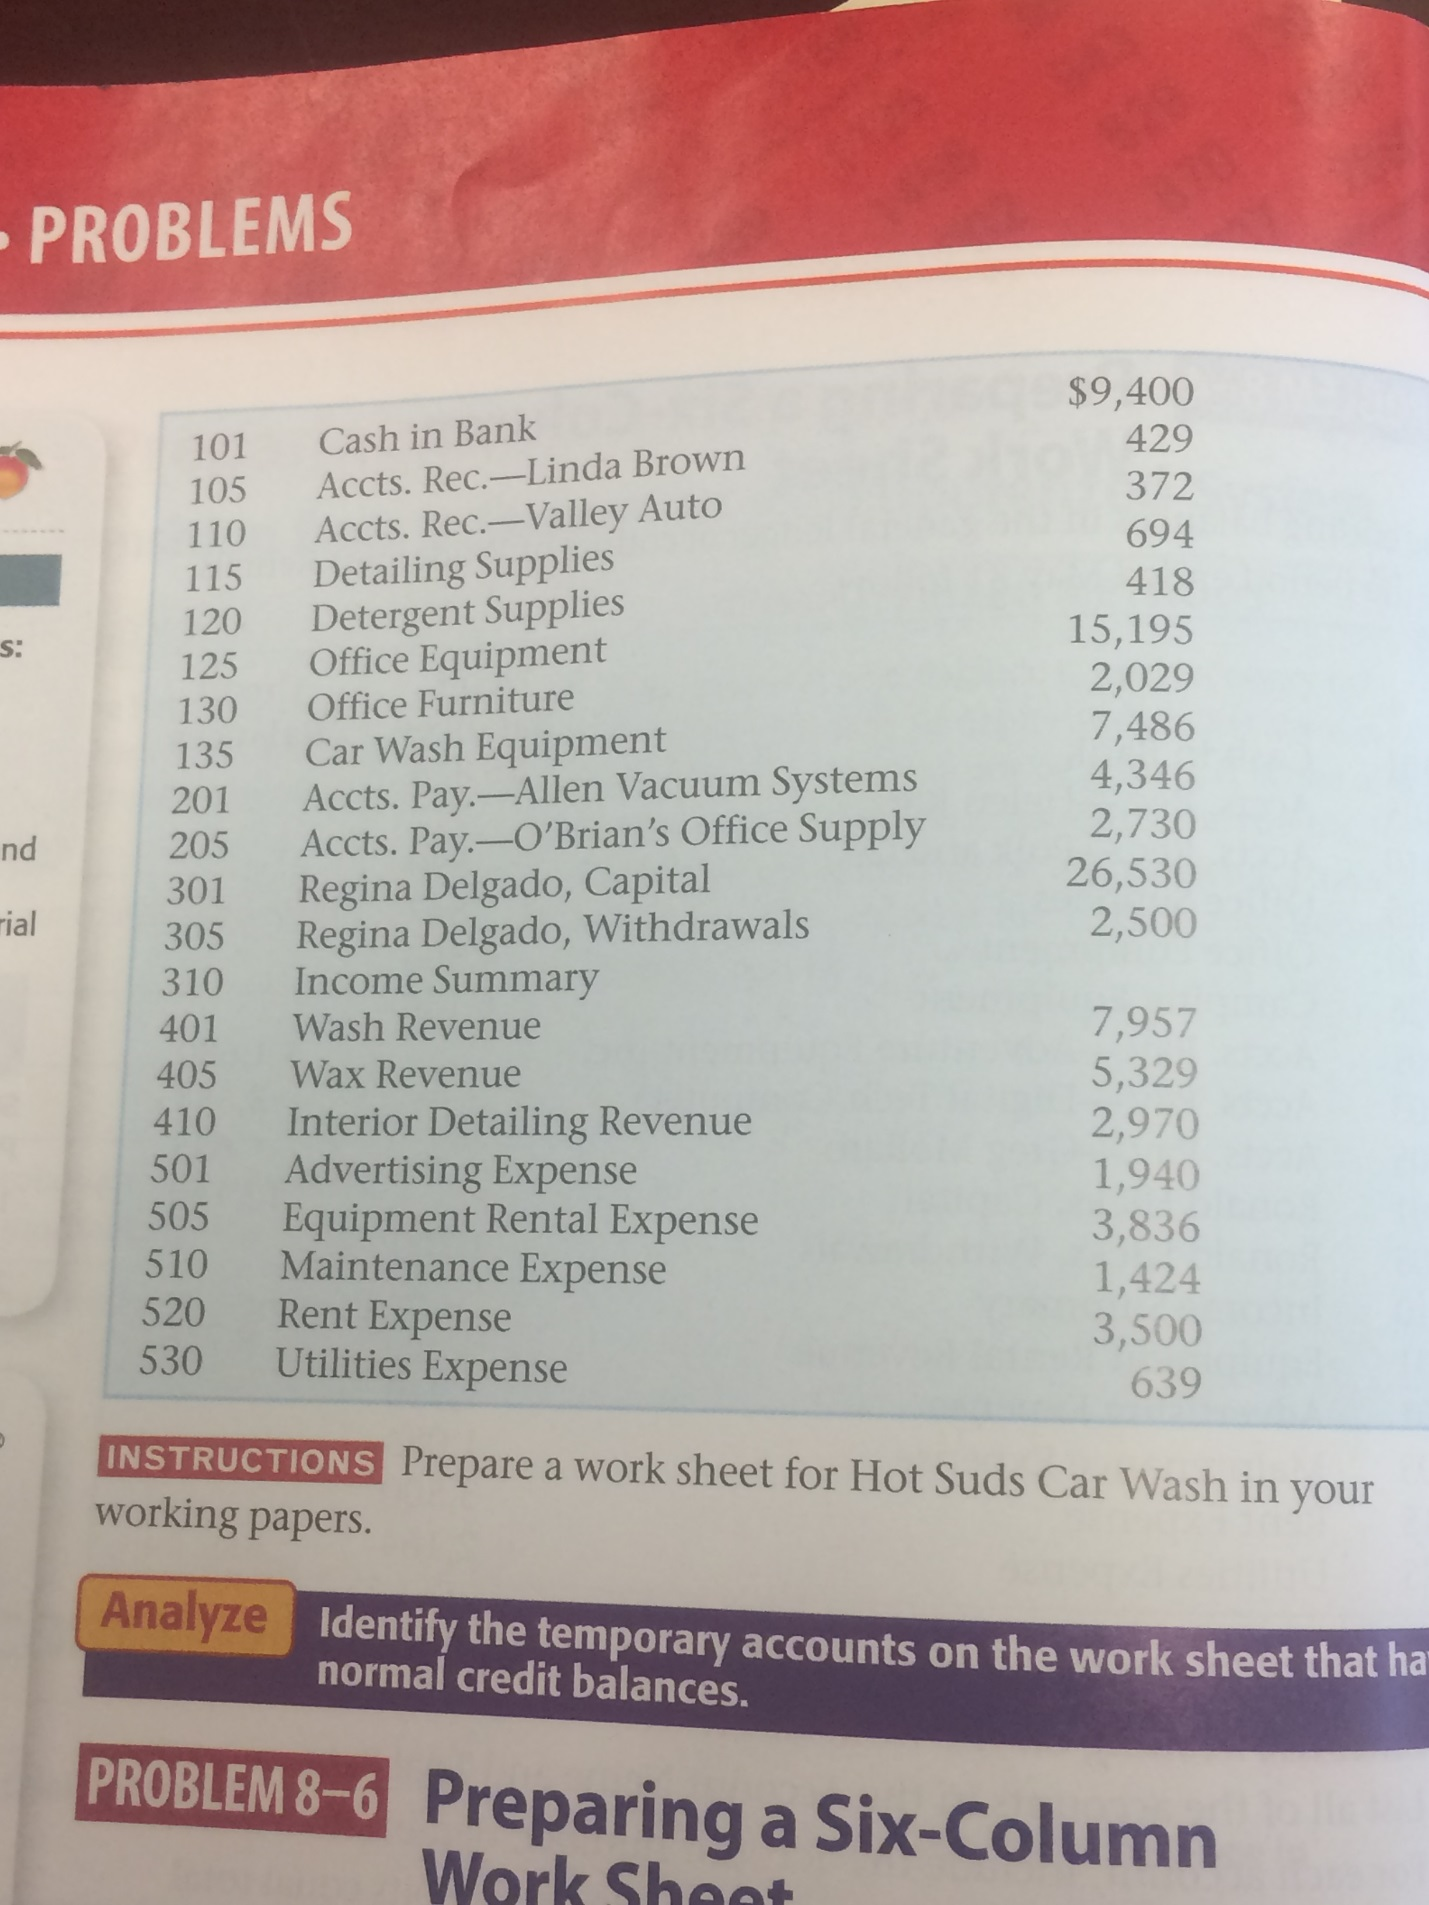 • PROBLEMS
101 Cash in Bank $9,400
105 Accts. Rec.—Linda Brown 429
110 Accts. Rec.—Valley Auto 372
115 Detailing Supplies 694
120 Detergent Supplies 418
125 Office Equipment 15,195
130 Office Furniture 2,029
135 Car Wash Equipment 7,486
201 Accts. Pay.—Allen Vacuum Systems 4,346
205 Accts. Pay.—O'Brian's Office Supply 2,730
301 Regina Delgado, Capital 26,530
305 Regina Delgado, Withdrawals 2,500
310 Income Summary
401 Wash Revenue 7,957
405 Wax Revenue 5,329
410 Interior Detailing Revenue 2,970
501 Advertising Expense 1,940
505 Equipment Rental Expense 3,836
510 Maintenance Expense 1,424
520 Rent Expense 3,500
530 Utilities Expense 639
s:
nd
rial
INSTRUCTIONS Prepare a work sheet for Hot Suds Car Wash in your
working papers.
Analyze Identify the temporary accounts on the work sheet that ha
normal credit balances.
PROBLEM 8–6 Preparing a Six-Column
Work Sheet